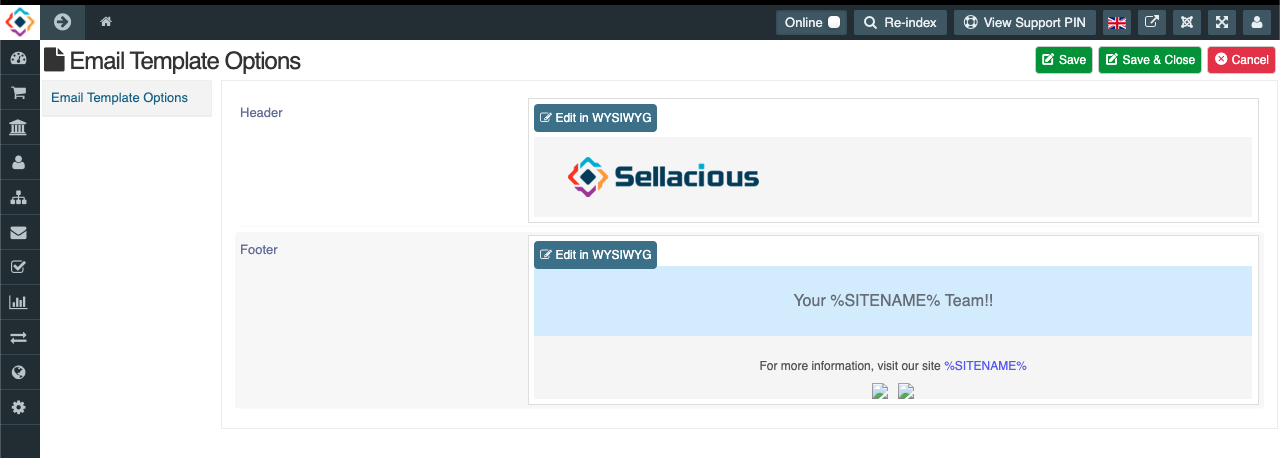 Online
Re-index
View Support PIN
Email Template Options
Save
Save & Close
Cancel
Email Template Options
Header
Edit in WYSIWYG
Sellacious
Footer
Edit in WYSIWYG
Your %SITENAME% Team!!
For more information, visit our site %SITENAME%